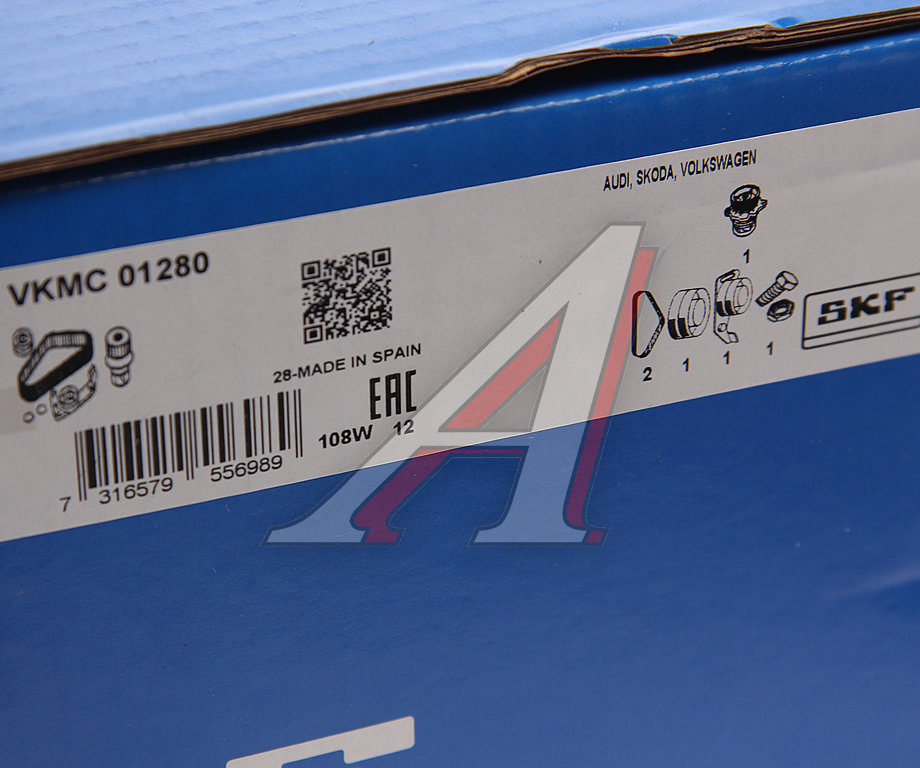 AUDI, SKODA, VOLKSWAGEN
VKMC 01280
1
SKF
28-MADE IN SPAIN
2 1 1 1
EAC
108W 12
7 316579 556989